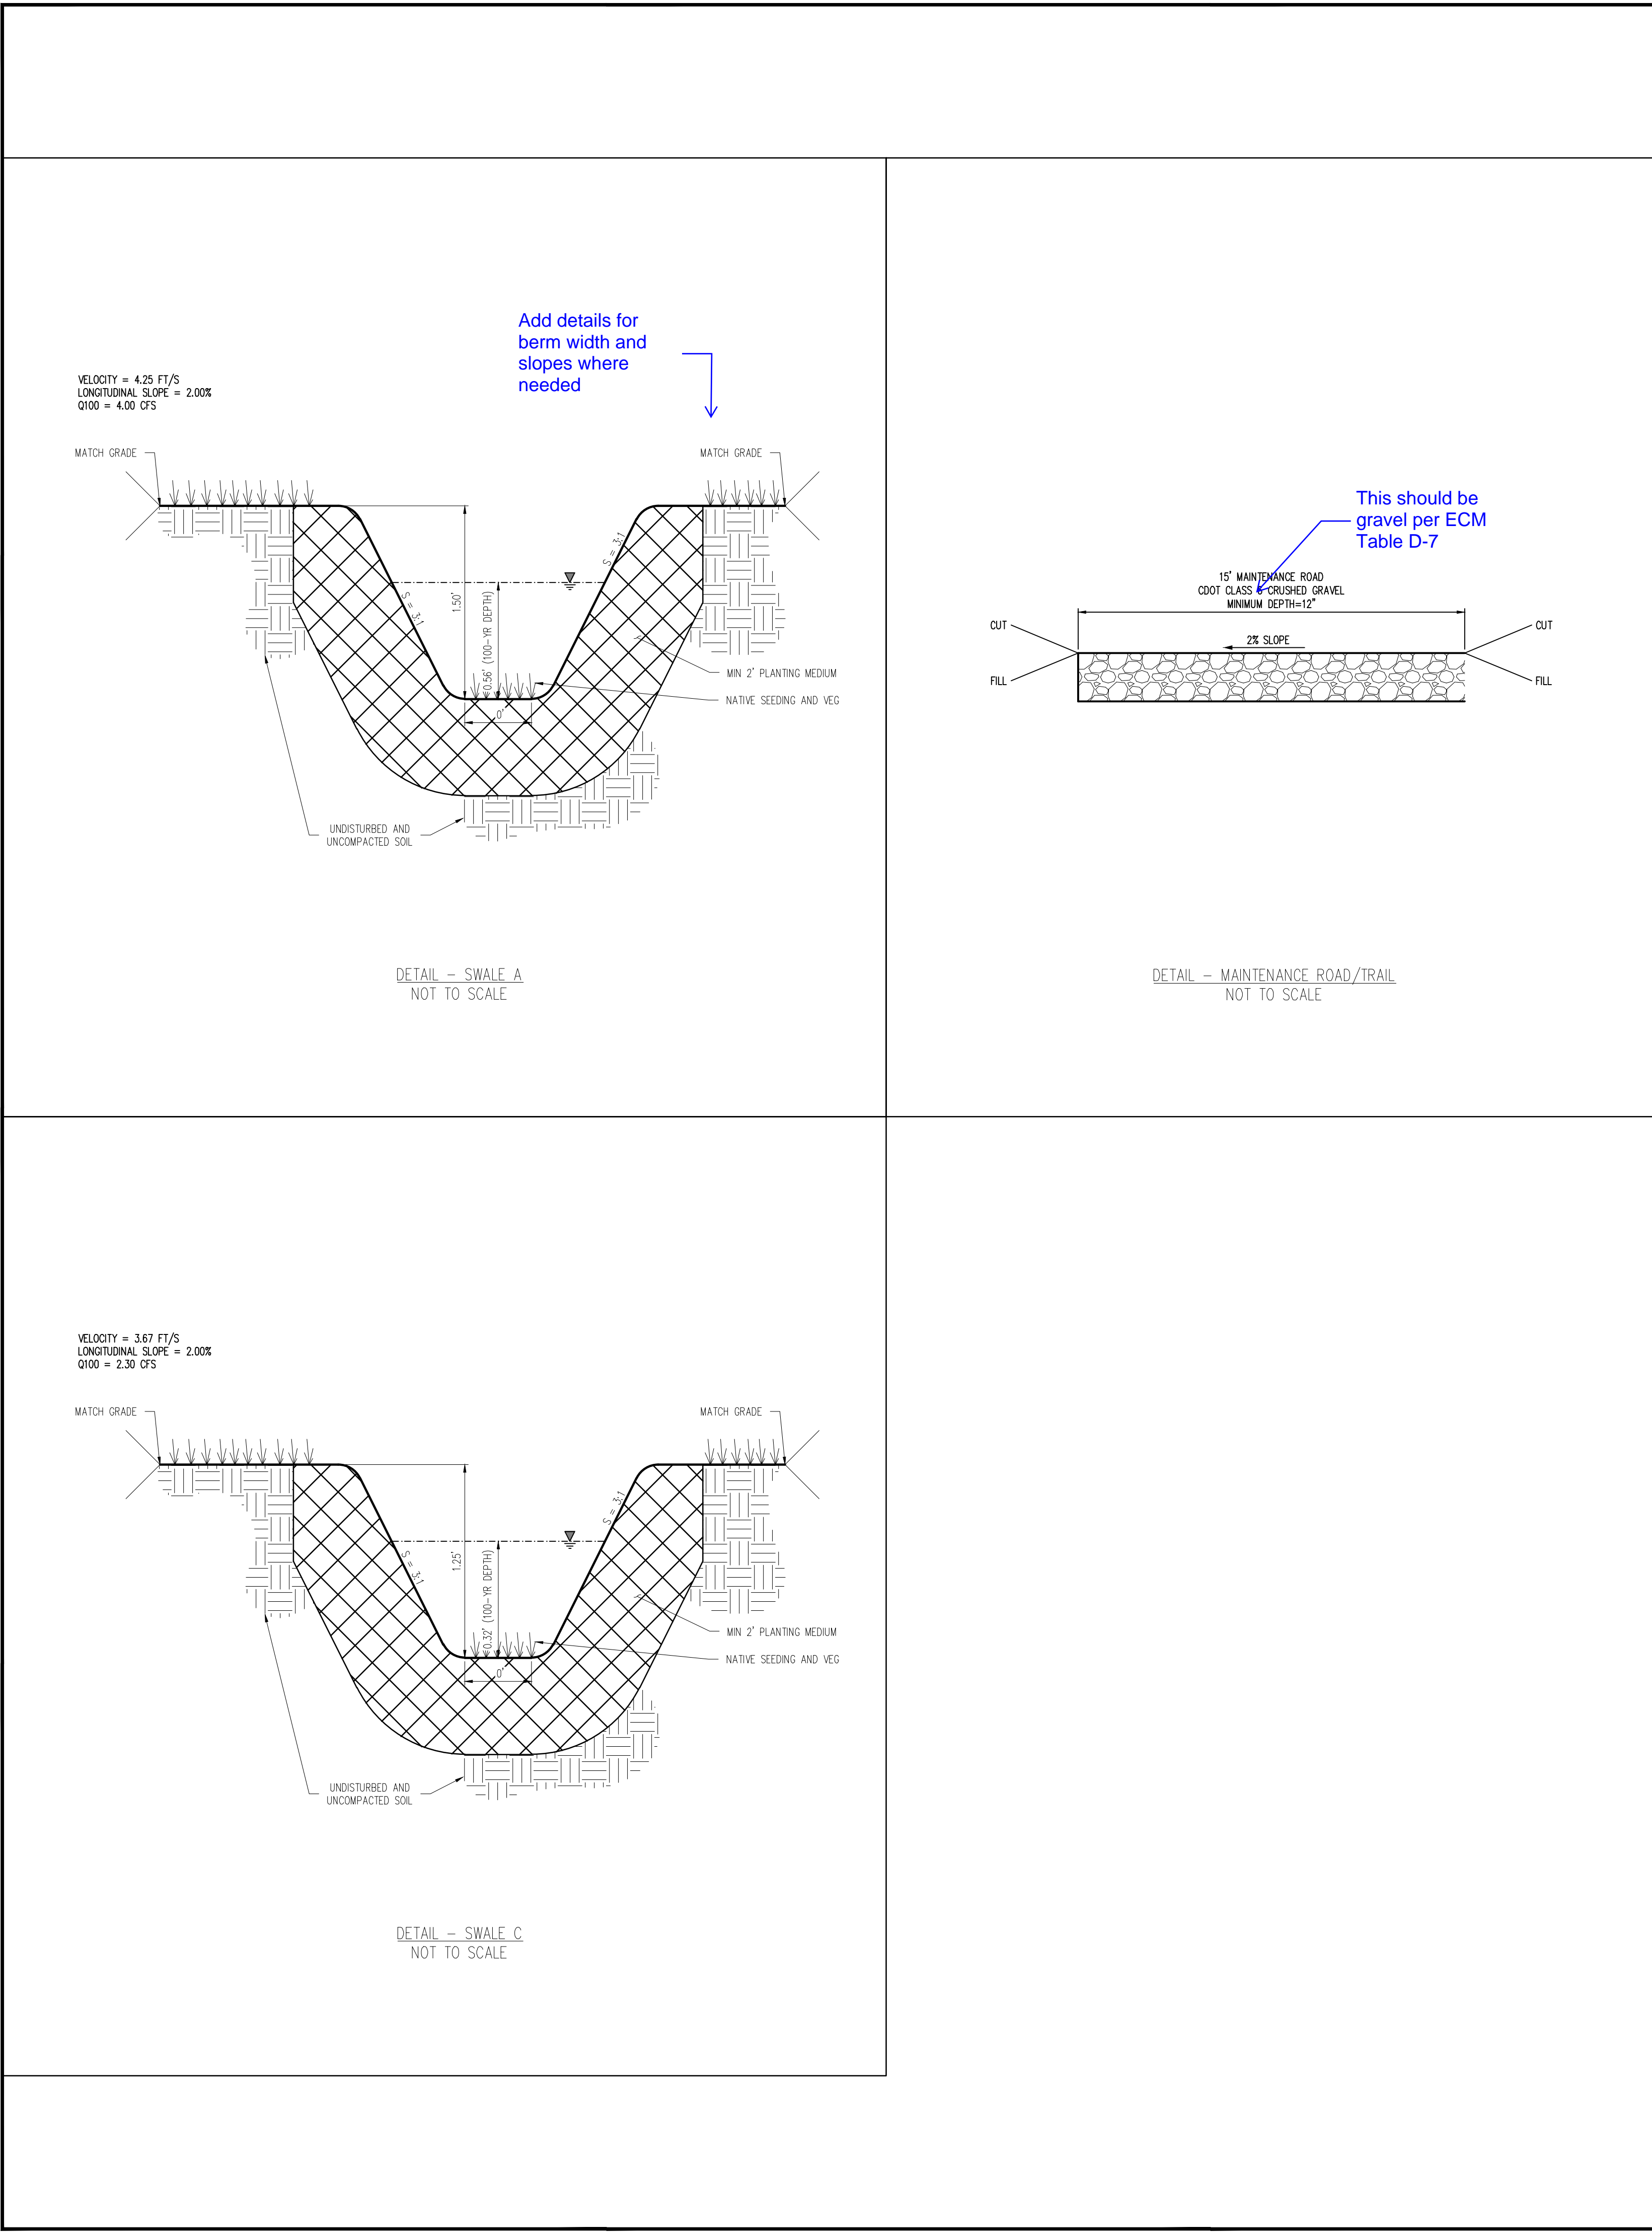 Add details for
berm width and
slopes where
needed
VELOCITY = 4.25 FT/S
LONGITUDINAL SLOPE = 2.00%
Q100 = 4.00 CFS
MATCH GRADE
MATCH GRADE
S = 3:1
S = 3:1
1.50'
0.56' (100-YR DEPTH)
MIN 2' PLANTING MEDIUM
NATIVE SEEDING AND VEG
0'
UNDISTURBED AND
UNCOMPACTED SOIL
DETAIL - SWALE A
NOT TO SCALE
This should be
gravel per ECM
Table D-7
15' MAINTENANCE ROAD
CDOT CLASS CRUSHED GRAVEL
MINIMUM DEPTH=12"
CUT
CUT
2% SLOPE
FILL
FILL
DETAIL - MAINTENANCE ROAD/TRAIL
NOT TO SCALE
VELOCITY = 3.67 FT/S
LONGITUDINAL SLOPE = 2.00%
Q100 = 2.30 CFS
MATCH GRADE
MATCH GRADE
S = 3:1
S = 3:1
1.25'
0.32' (100-YR DEPTH)
MIN 2' PLANTING MEDIUM
NATIVE SEEDING AND VEG
0'
UNDISTURBED AND
UNCOMPACTED SOIL
DETAIL - SWALE C
NOT TO SCALE